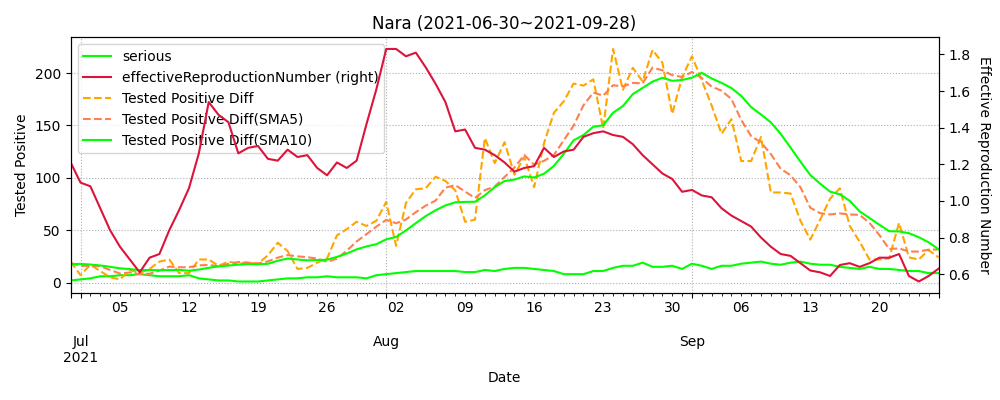 Nara (2021-06-30~2021-09-28)
serious
effectiveReproductionNumber (right)
Tested Positive Diff
Tested Positive Diff(SMA5)
Tested Positive Diff(SMA10)
Tested Positive
200
150
100
50
0
1.8
1.6
1.4
1.2
1.0
0.8
0.6
Effective Reproduction Number
05 12 19 26 02 09 16 23 30 06 13 20
Jul Aug Sep
2021
Date